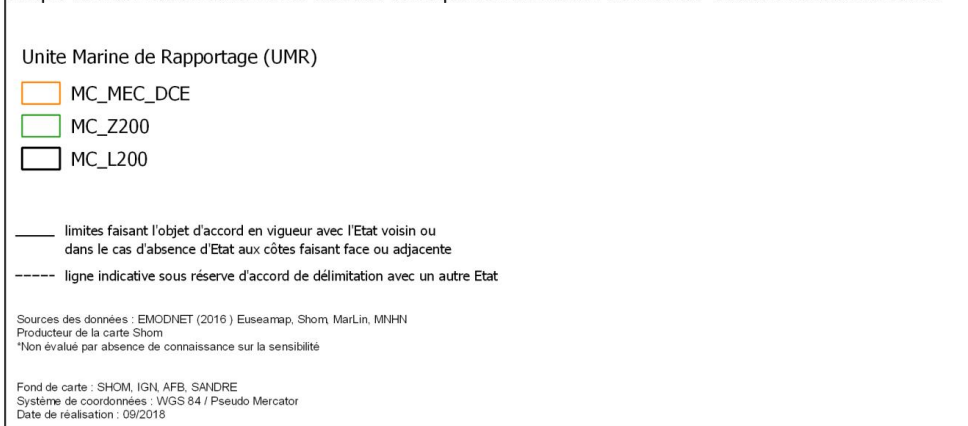 Unite Marine de Rapportage (UMR)
MC_MEC_DCE
MC_Z200
MC_L200
limites faisant l'objet d'accord en vigueur avec l'Etat voisin ou
dans le cas d'absence d'Etat aux côtes faisant face ou adjacente
ligne indicative sous réserve d'accord de délimitation avec un autre Etat
Sources des données : EMODNET (2016 ) Euseamap, Shom, MarLin, MNHN
Producteur de la carte Shom
*Non évalué par absence de connaissance sur la sensibilité
Fond de carte : SHOM, IGN, AFB, SANDRE
Système de coordonnées : WGS 84 / Pseudo Mercator
Date de réalisation : 09/2018